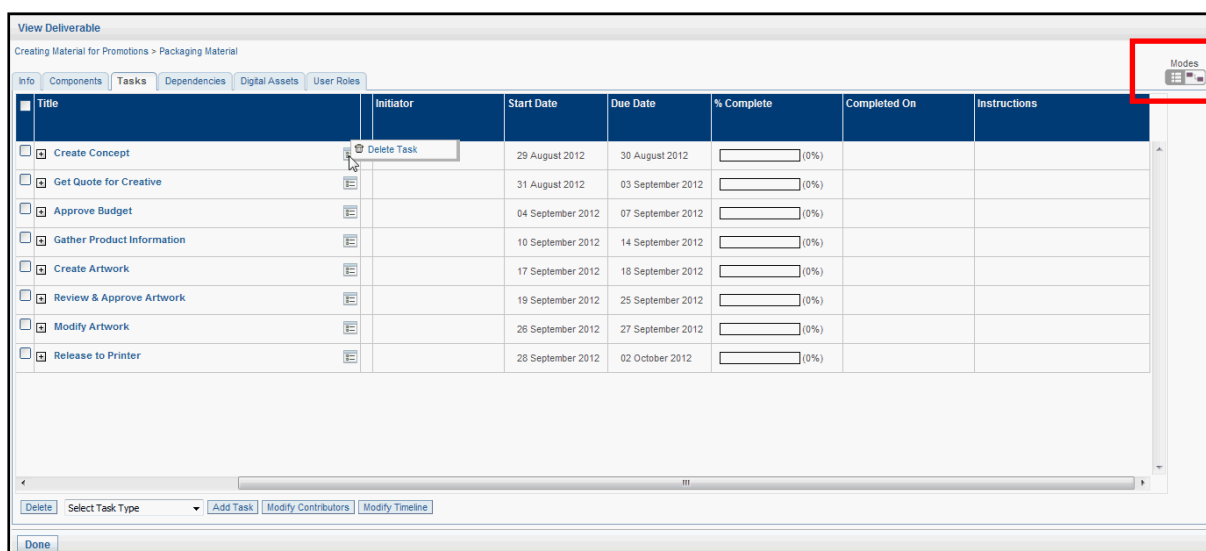 View Deliverable
Creating Material for Promotions > Packaging Material
Modes
Info Components Tasks Dependencies Digital Assets User Roles
Title Initiator Start Date Due Date % Complete Completed On Instructions
Delete Task
Create Concept 29 August 2012 30 August 2012 (0%)
Get Quote for Creative 31 August 2012 03 September 2012 (0%)
Approve Budget 04 September 2012 07 September 2012 (0%)
Gather Product Information 10 September 2012 14 September 2012 (0%)
Create Artwork 17 September 2012 18 September 2012 (0%)
Review & Approve Artwork 19 September 2012 25 September 2012 (0%)
Modify Artwork 26 September 2012 27 September 2012 (0%)
Release to Printer 28 September 2012 02 October 2012 (0%)
Delete Select Task Type Add Task Modify Contributors Modify Timeline
Done